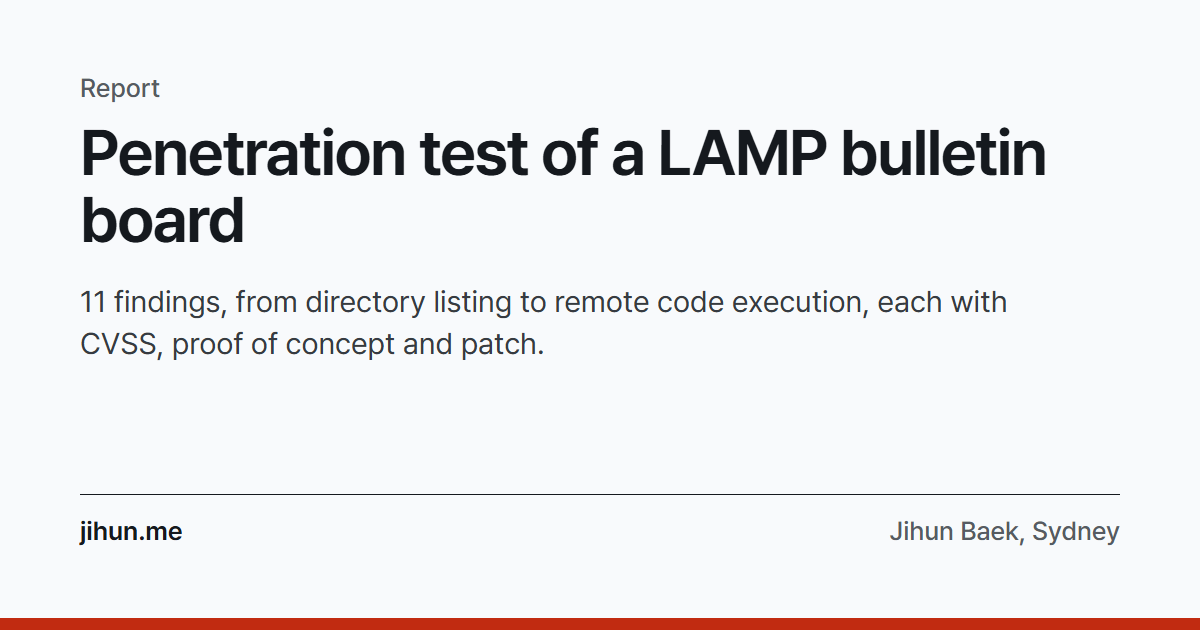 Report
Penetration test of a LAMP bulletin
board
11 findings, from directory listing to remote code execution, each with
CVSS, proof of concept and patch.
jihun.me
Jihun Baek, Sydney